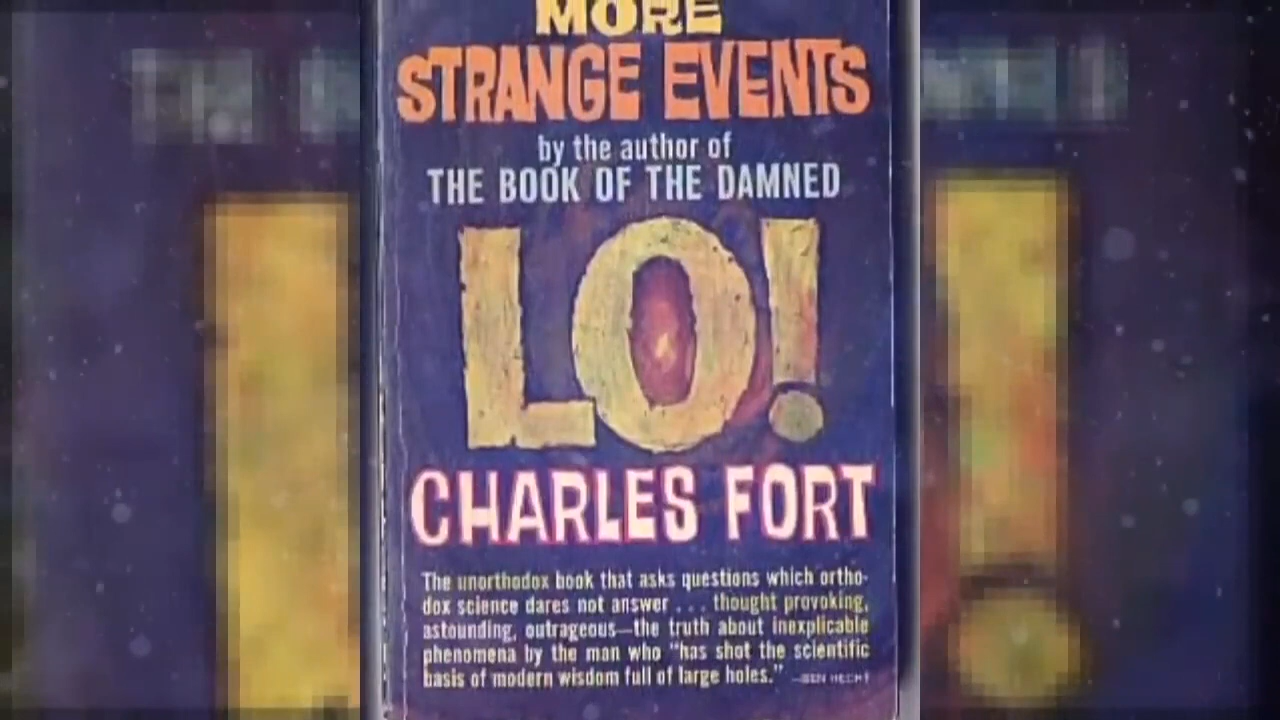 MORE
STRANGE EVENTS
by the author of
THE BOOK OF THE DAMNED
LO!
CHARLES FORT
The unorthodox book that asks questions which ortho-
dox science dares not answer . . . thought provoking,
astounding, outrageous—the truth about inexplicable
phenomena by the man who "has shot the scientific
basis of modern wisdom full of large holes." —BEN HECHT